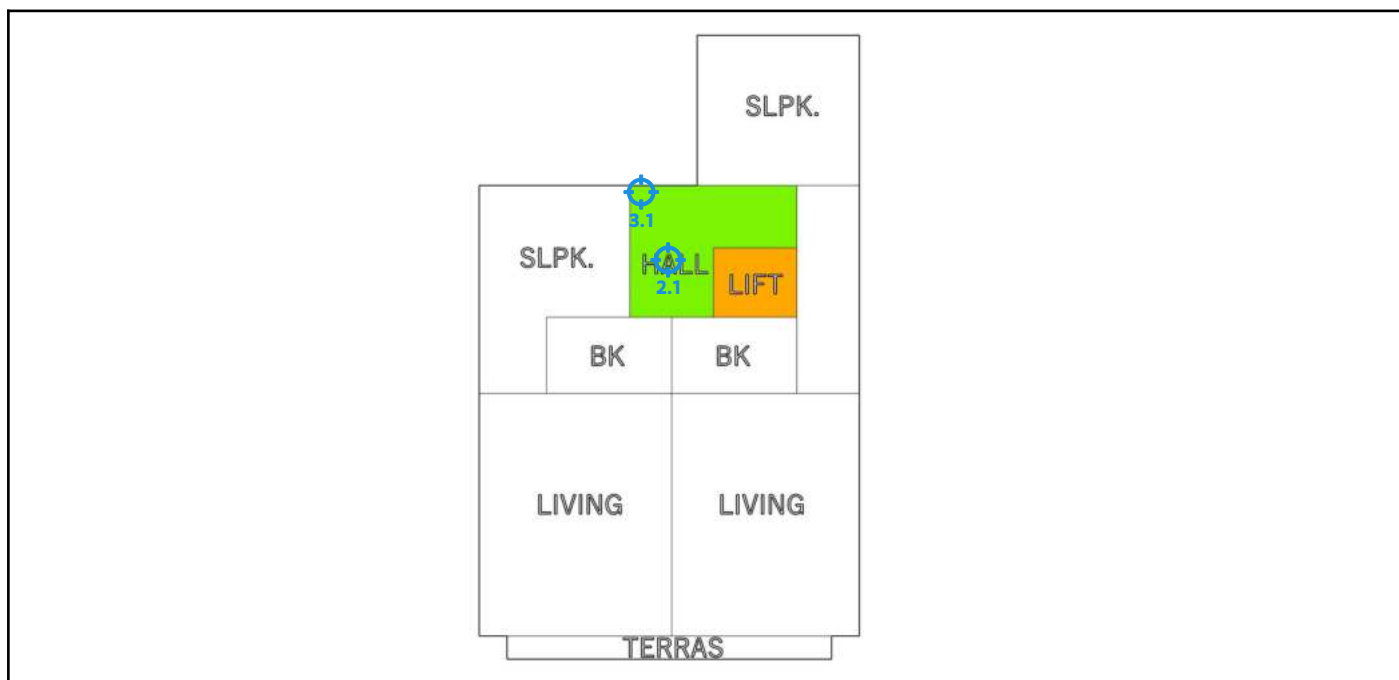 SLPK.
3.1
SLPK.
HALL
2.1
LIFT
BK
BK
LIVING
LIVING
TERRAS